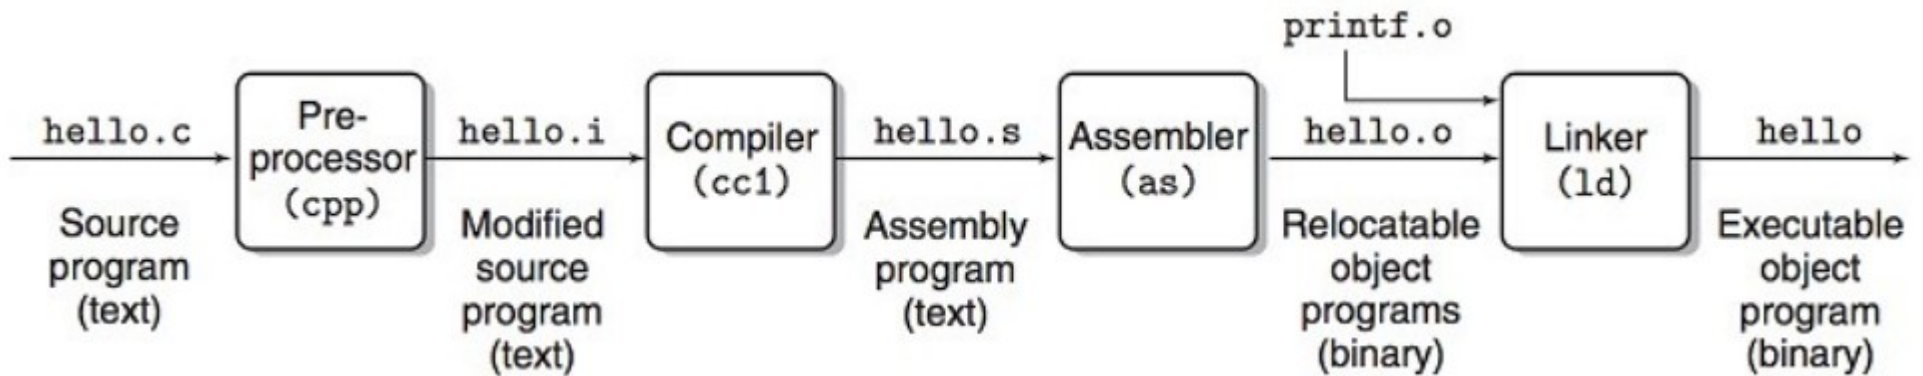 printf.o
hello.c
Pre-
processor
(cpp)
hello.i
Compiler
(cc1)
hello.s
Assembler
(as)
hello.o
Linker
(ld)
hello
Source
program
(text)
Modified
source
program
(text)
Assembly
program
(text)
Relocatable
object
programs
(binary)
Executable
object
program
(binary)